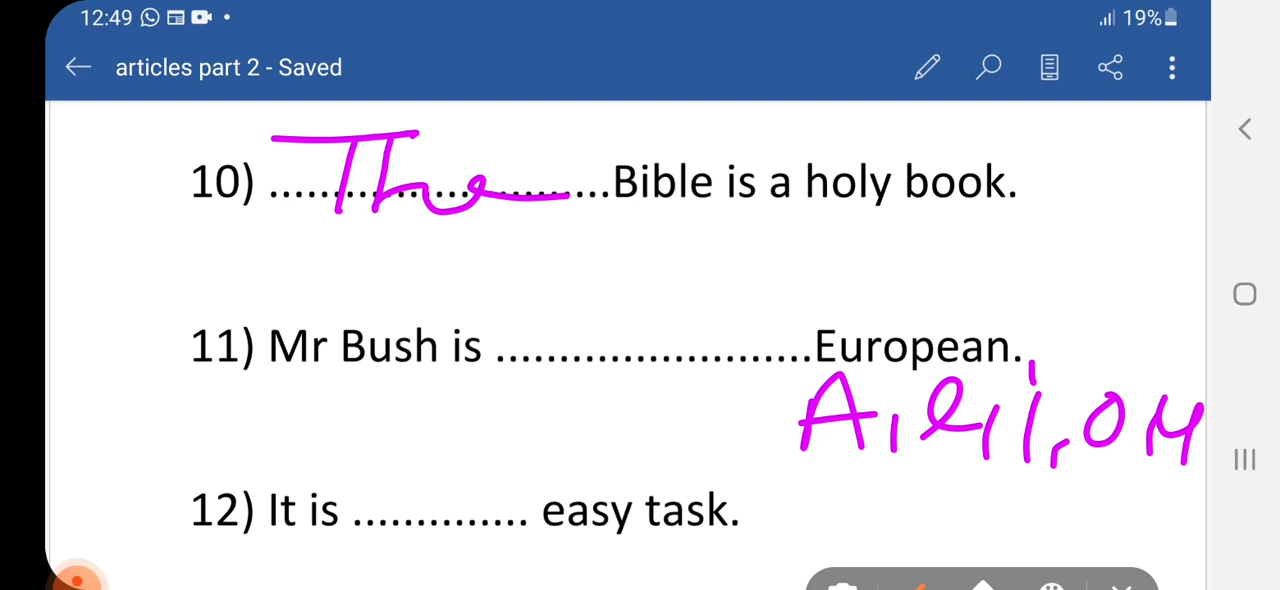 12:49 19%
articles part 2 - Saved
10) The ...........................Bible is a holy book.
11) Mr Bush is .........................European.
A, e, i, o, u
12) It is .............. easy task.